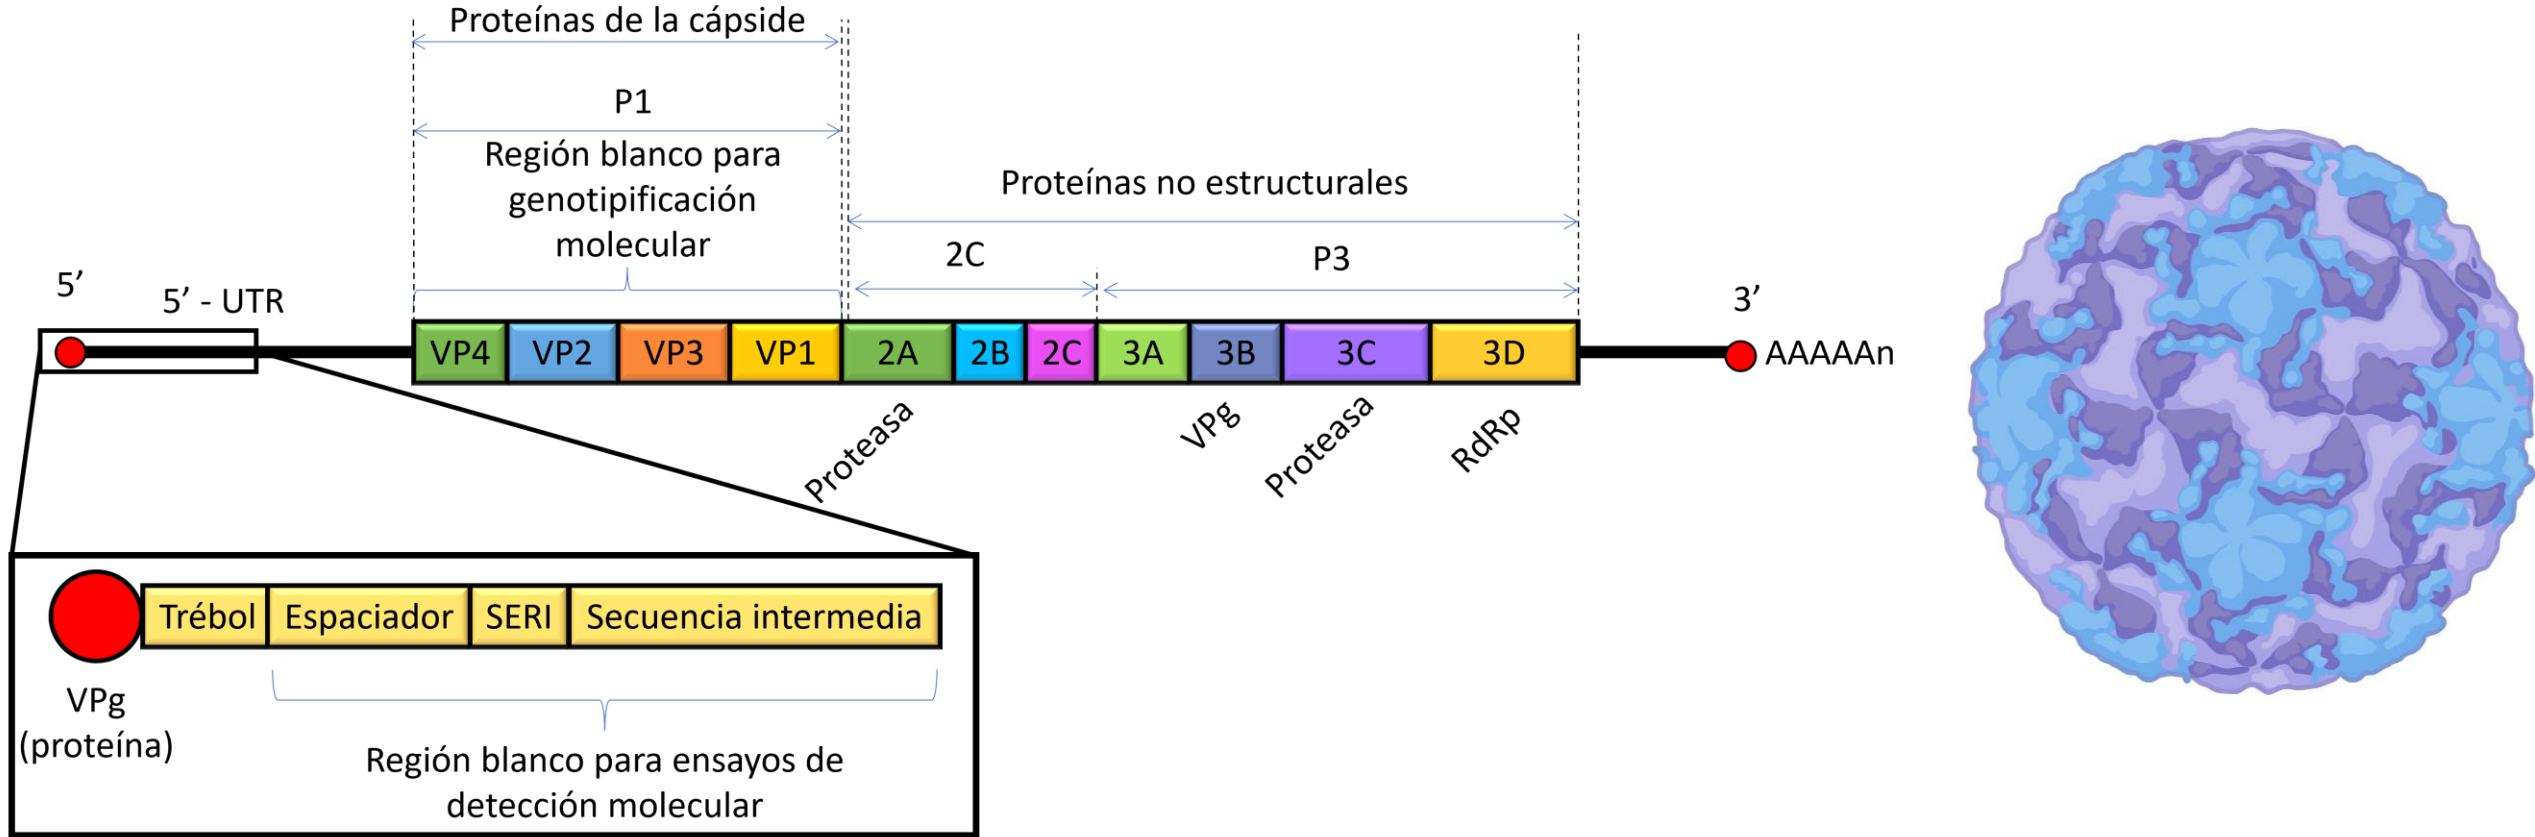 Proteínas de la cápside
P1
Región blanco para
genotipificación
molecular
Proteínas no estructurales
2C
P3
5’
5’ - UTR
3’
VP4 VP2 VP3 VP1 2A 2B 2C 3A 3B 3C 3D
AAAAAn
Proteasa
VPg
Proteasa
RdRp
Trébol Espaciador SERI Secuencia intermedia
VPg
(proteína)
Región blanco para ensayos de
detección molecular